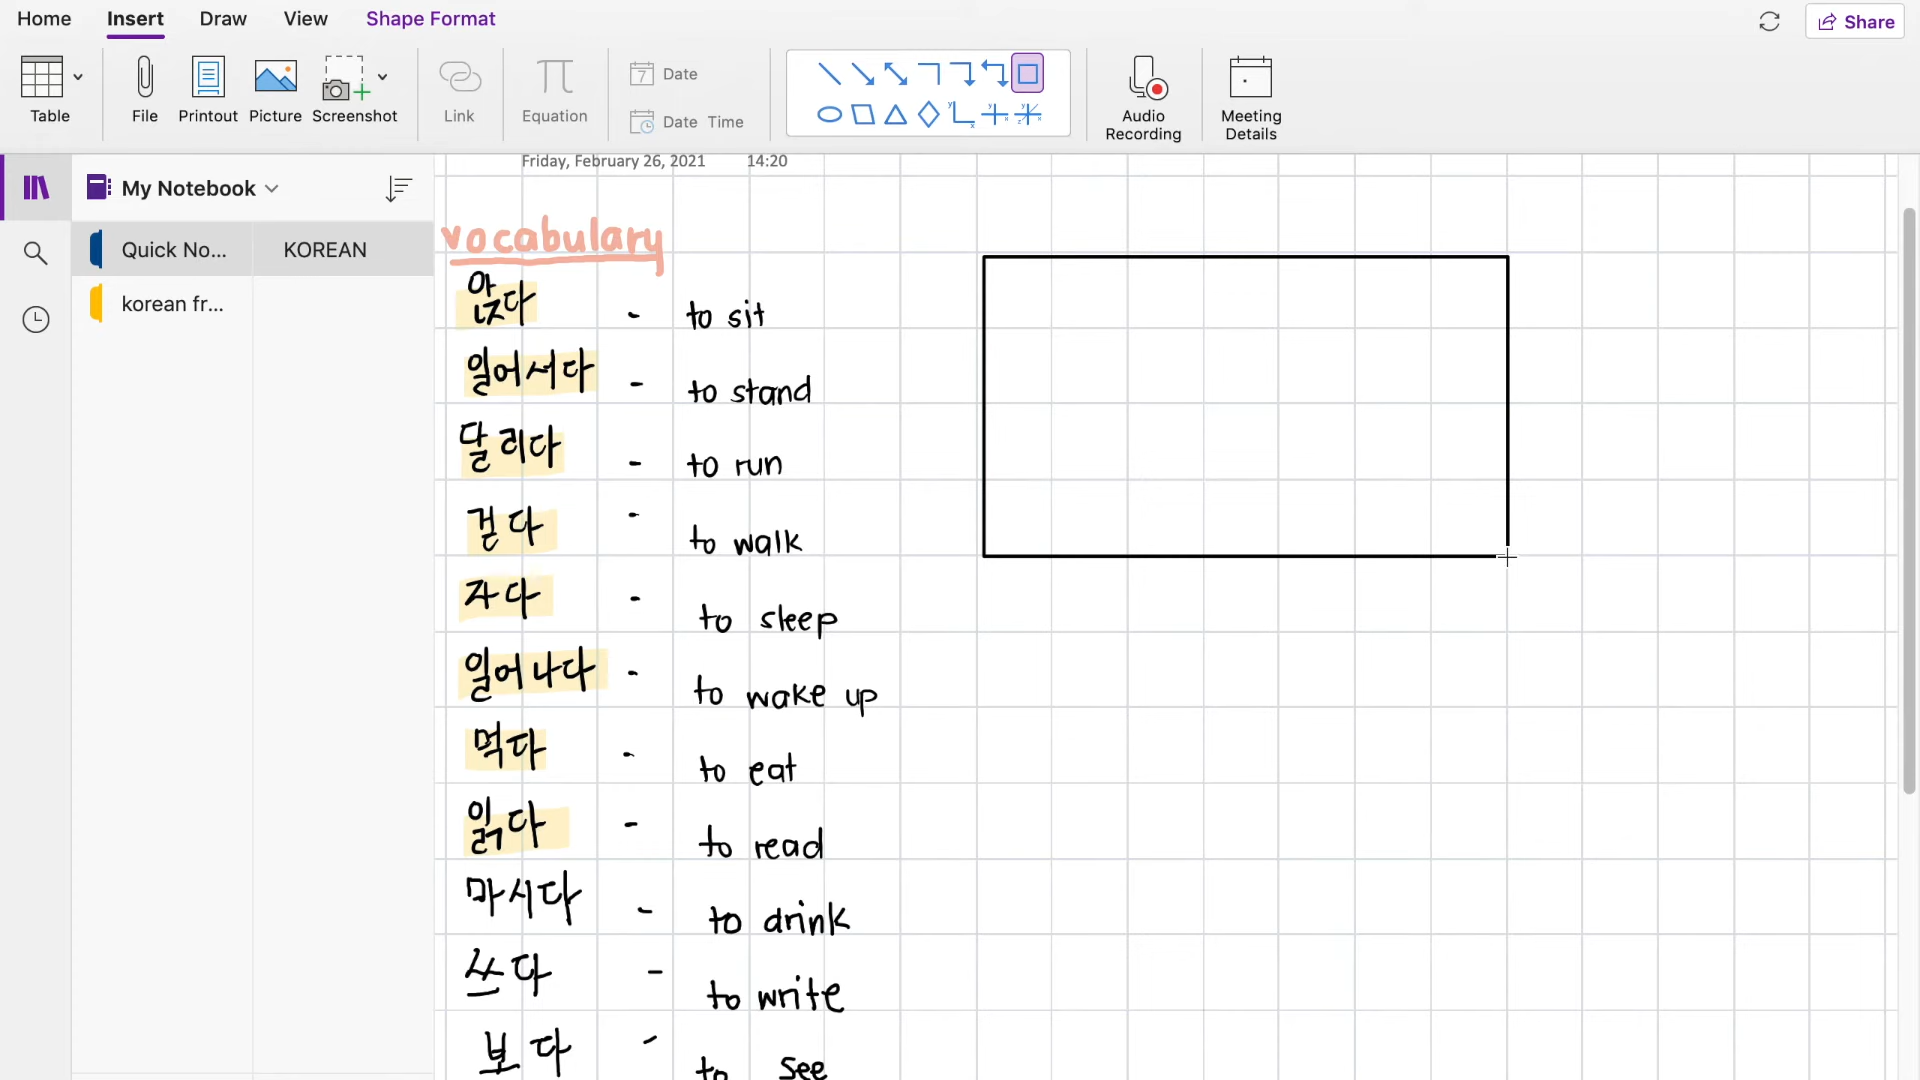 Home Insert Draw View Shape Format Share
Table File Printout Picture Screenshot Link Equation 7 Date Date Time Audio Recording Meeting Details
Friday, February 26, 2021 14:20
My Notebook
Quick No... KOREAN
korean fr...
vocabulary
앉다 - to sit
일어서다 - to stand
달리다 - to run
걷다 - to walk
자다 - to sleep
일어나다 - to wake up
먹다 - to eat
읽다 - to read
마시다 - to drink
쓰다 - to write
보다 - to see